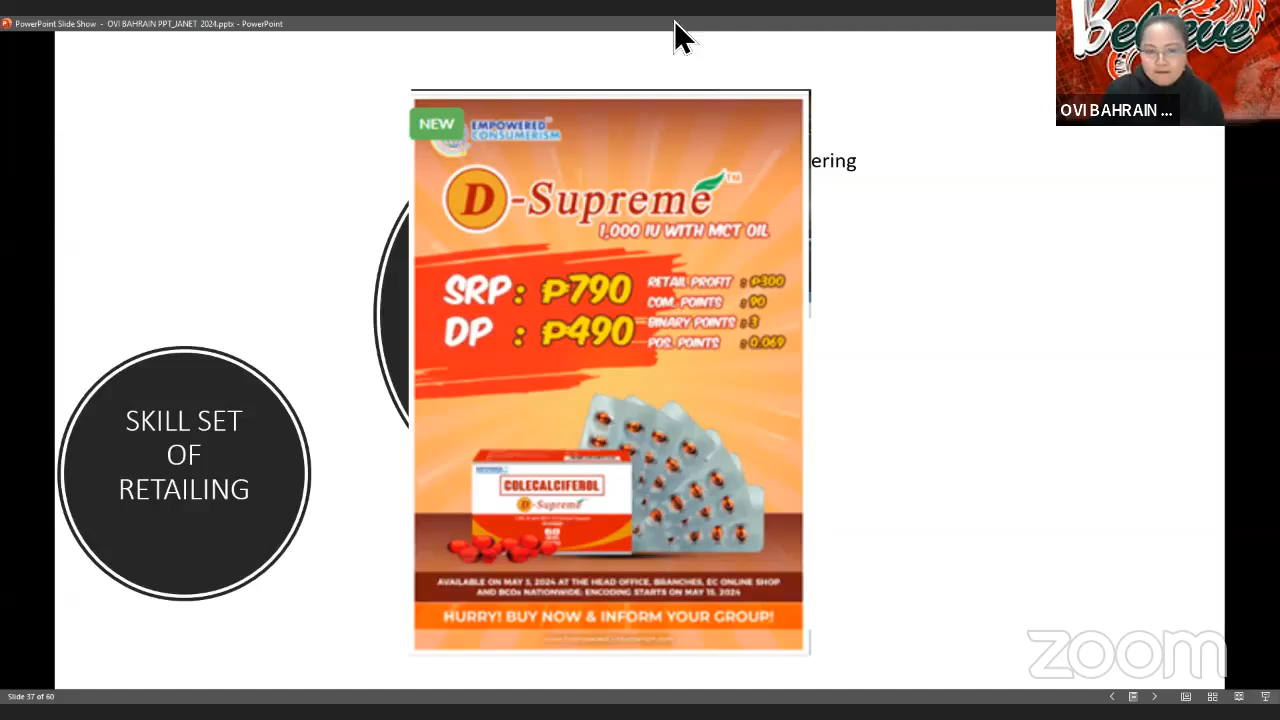 PowerPoint Slide Show - OVI BAHRAIN PPT_JANET 2024.pptx - PowerPoint
Believe
OVI BAHRAIN ...
ering
NEW
EMPOWERED
CONSUMERISM
D-Supreme™
1,000 IU WITH MCT OIL
SRP : ₱790
DP : ₱490
RETAIL PROFIT : ₱300
COM. POINTS : 90
BINARY POINTS : 3
POS. POINTS : 0.069
SKILL SET
OF
RETAILING
COLECALCIFEROL
D-Supreme
AVAILABLE ON MAY 3, 2024 AT THE HEAD OFFICE, BRANCHES, EC ONLINE SHOP
AND BCOs NATIONWIDE; ENCODING STARTS ON MAY 15, 2024
HURRY! BUY NOW & INFORM YOUR GROUP!
zoom
Slide 37 of 60